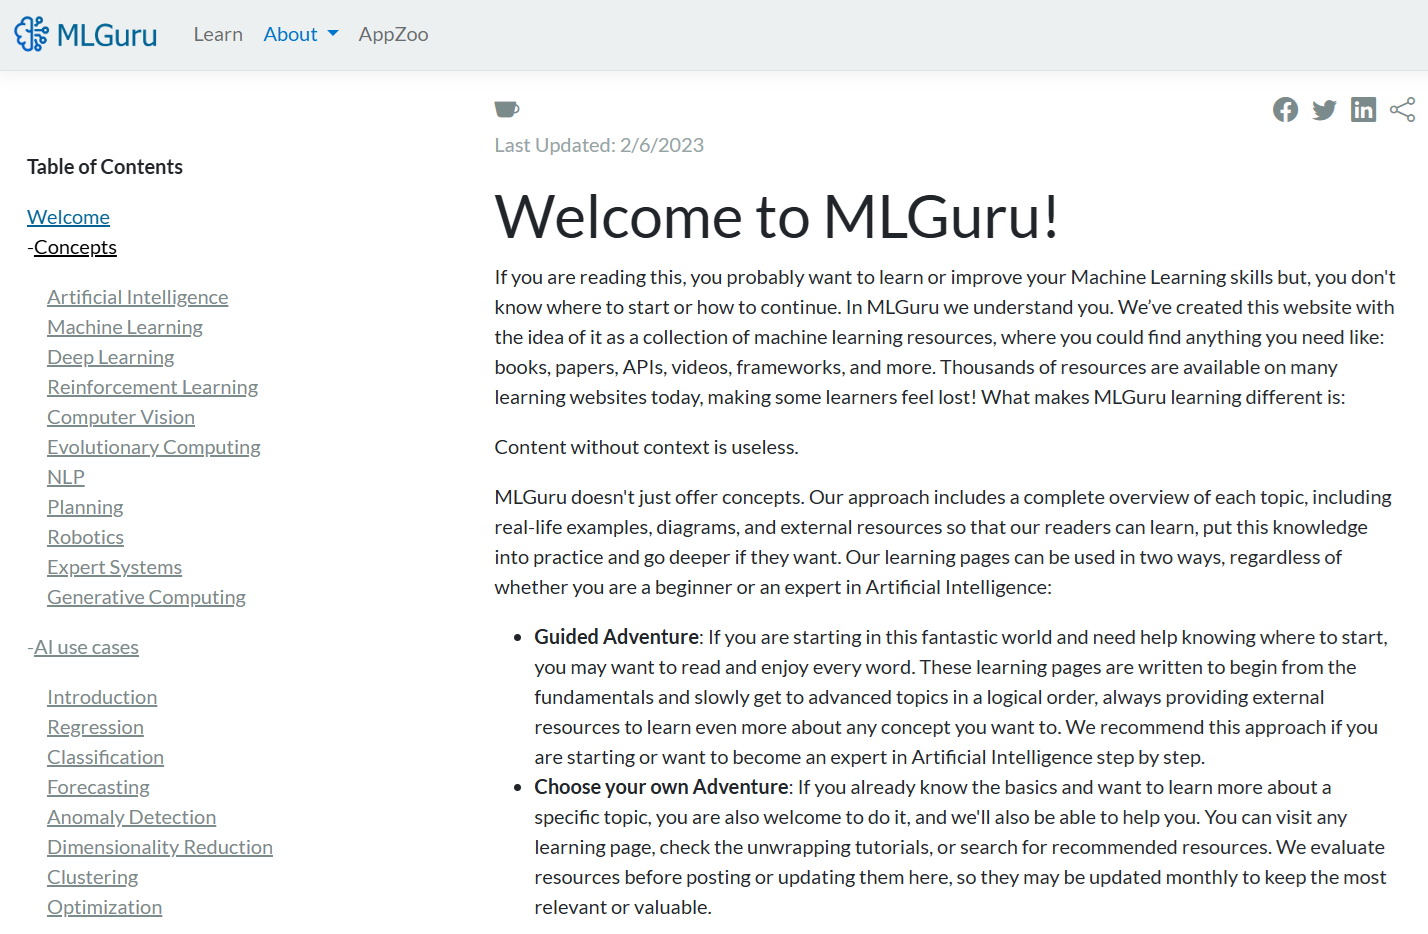 MLGuru Learn About AppZoo
Last Updated: 2/6/2023
Table of Contents
Welcome
-Concepts
Artificial Intelligence
Machine Learning
Deep Learning
Reinforcement Learning
Computer Vision
Evolutionary Computing
NLP
Planning
Robotics
Expert Systems
Generative Computing
-AI use cases
Introduction
Regression
Classification
Forecasting
Anomaly Detection
Dimensionality Reduction
Clustering
Optimization
Welcome to MLGuru!
If you are reading this, you probably want to learn or improve your Machine Learning skills but, you don't
know where to start or how to continue. In MLGuru we understand you. We’ve created this website with
the idea of it as a collection of machine learning resources, where you could find anything you need like:
books, papers, APIs, videos, frameworks, and more. Thousands of resources are available on many
learning websites today, making some learners feel lost! What makes MLGuru learning different is:
Content without context is useless.
MLGuru doesn't just offer concepts. Our approach includes a complete overview of each topic, including
real-life examples, diagrams, and external resources so that our readers can learn, put this knowledge
into practice and go deeper if they want. Our learning pages can be used in two ways, regardless of
whether you are a beginner or an expert in Artificial Intelligence:
• Guided Adventure: If you are starting in this fantastic world and need help knowing where to start,
you may want to read and enjoy every word. These learning pages are written to begin from the
fundamentals and slowly get to advanced topics in a logical order, always providing external
resources to learn even more about any concept you want to. We recommend this approach if you
are starting or want to become an expert in Artificial Intelligence step by step.
• Choose your own Adventure: If you already know the basics and want to learn more about a
specific topic, you are also welcome to do it, and we'll also be able to help you. You can visit any
learning page, check the unwrapping tutorials, or search for recommended resources. We evaluate
resources before posting or updating them here, so they may be updated monthly to keep the most
relevant or valuable.